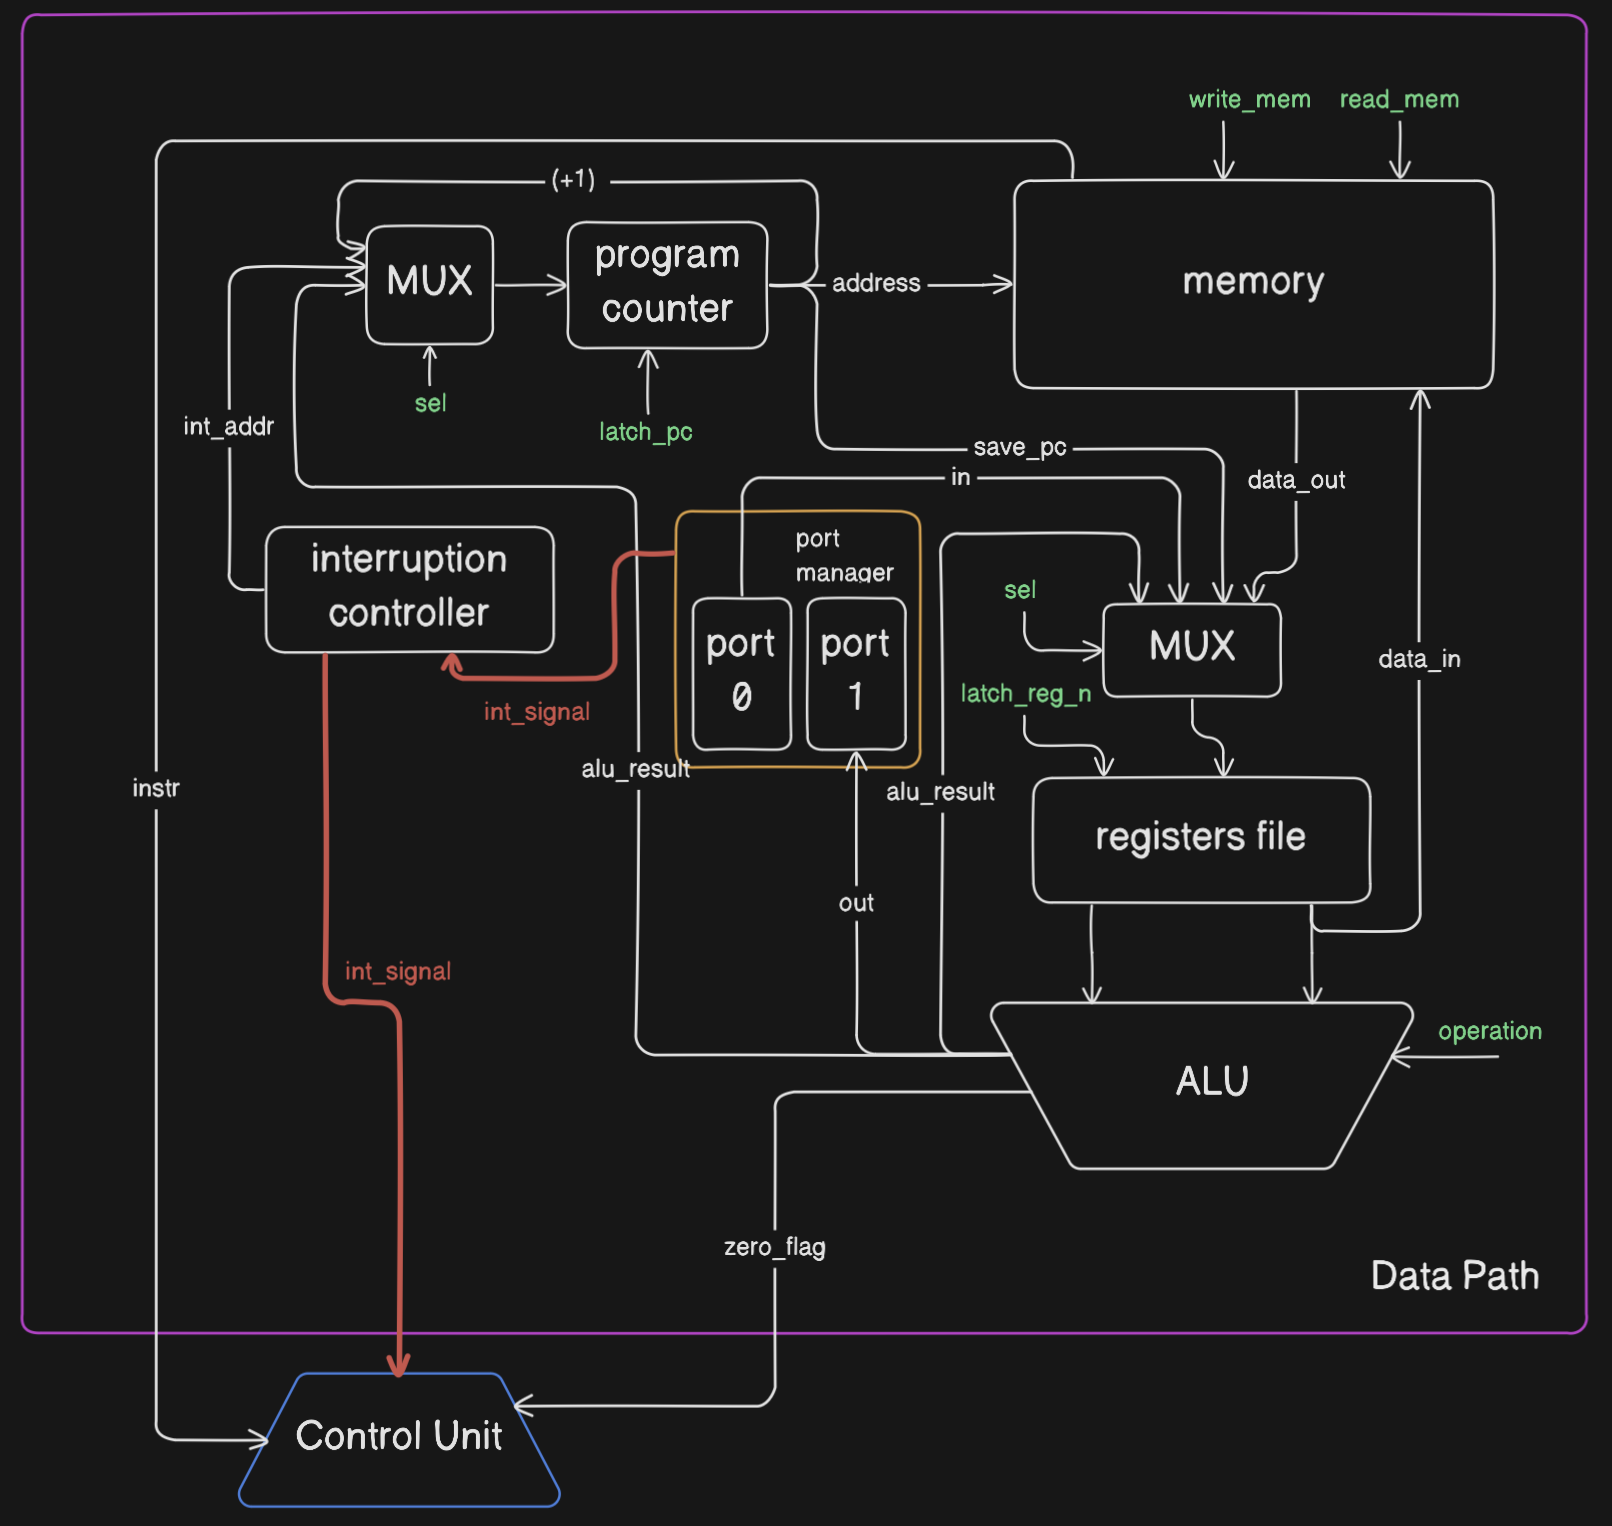 write_mem
read_mem
(+1)
MUX
program
counter
address
memory
sel
latch_pc
int_addr
save_pc
in
data_out
interruption
controller
port
manager
port
0
port
1
sel
MUX
data_in
latch_reg_n
int_signal
alu_result
instr
alu_result
registers file
out
int_signal
operation
ALU
zero_flag
Data Path
Control Unit